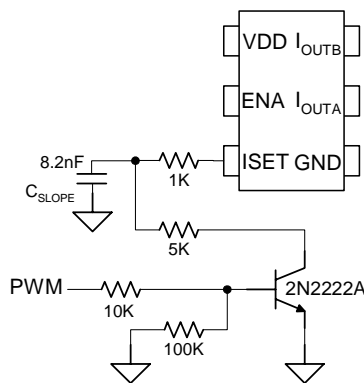 VDD IOUTB
ENA IOUTA
8.2nF
ISET GND
1K
CSLOPE
5K
PWM
2N2222A
10K
100K